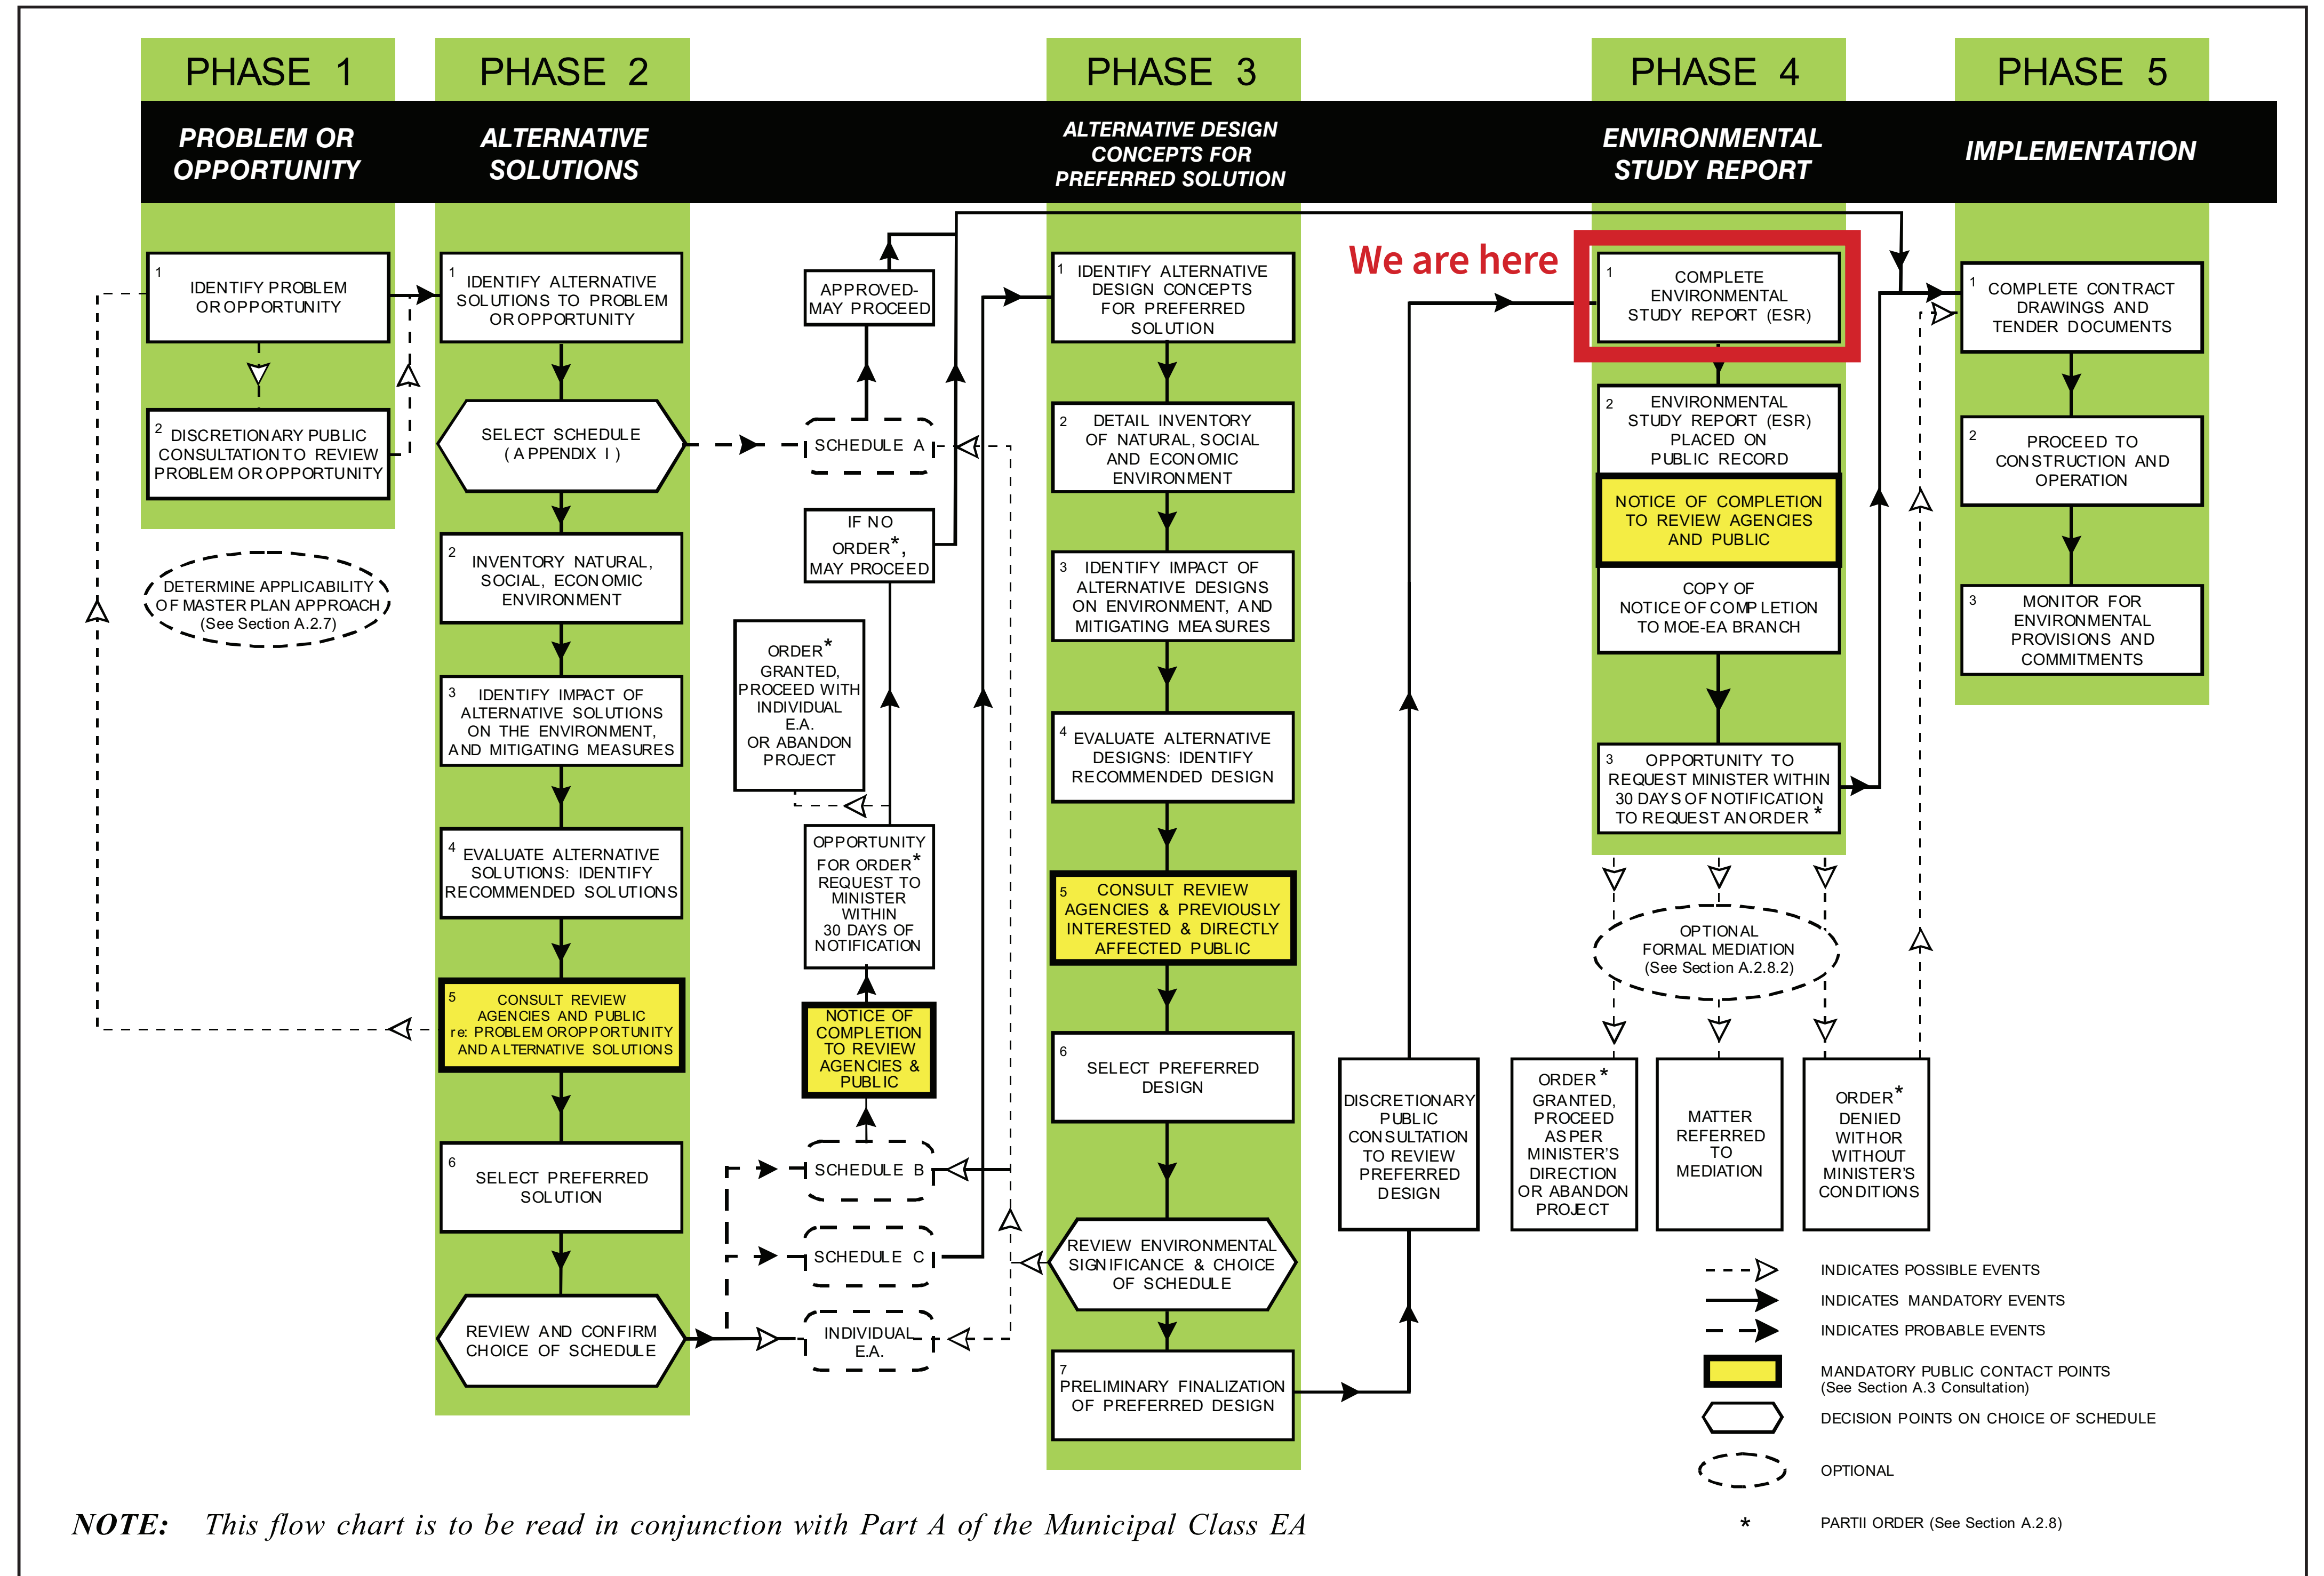 PHASE 1
PROBLEM OR
OPPORTUNITY
1
IDENTIFY PROBLEM
OR OPPORTUNITY
2
DISCRETIONARY PUBLIC
CONSULTATION TO REVIEW
PROBLEM OR OPPORTUNITY
DETERMINE APPLICABILITY
OF MASTER PLAN APPROACH
(See Section A.2.7)
PHASE 2
ALTERNATIVE
SOLUTIONS
1
IDENTIFY ALTERNATIVE
SOLUTIONS TO PROBLEM
OR OPPORTUNITY
SELECT SCHEDULE
( APPENDIX I )
2
INVENTORY NATURAL,
SOCIAL, ECONOMIC
ENVIRONMENT
3
IDENTIFY IMPACT OF
ALTERNATIVE SOLUTIONS
ON THE ENVIRONMENT,
AND MITIGATING MEASURES
4
EVALUATE ALTERNATIVE
SOLUTIONS: IDENTIFY
RECOMMENDED SOLUTIONS
5
CONSULT REVIEW
AGENCIES AND PUBLIC
re: PROBLEM OR OPPORTUNITY
AND ALTERNATIVE SOLUTIONS
6
SELECT PREFERRED
SOLUTION
REVIEW AND CONFIRM
CHOICE OF SCHEDULE
APPROVED-
MAY PROCEED
SCHEDULE A
IF NO
ORDER*,
MAY PROCEED
ORDER*
GRANTED,
PROCEED WITH
INDIVIDUAL
E.A.
OR ABANDON
PROJECT
OPPORTUNITY
FOR ORDER*
REQUEST TO
MINISTER
WITHIN
30 DAYS OF
NOTIFICATION
NOTICE OF
COMPLETION
TO REVIEW
AGENCIES &
PUBLIC
SCHEDULE B
SCHEDULE C
INDIVIDUAL
E.A.
PHASE 3
ALTERNATIVE DESIGN
CONCEPTS FOR
PREFERRED SOLUTION
1
IDENTIFY ALTERNATIVE
DESIGN CONCEPTS
FOR PREFERRED
SOLUTION
2
DETAIL INVENTORY
OF NATURAL, SOCIAL
AND ECONOMIC
ENVIRONMENT
3
IDENTIFY IMPACT OF
ALTERNATIVE DESIGNS
ON ENVIRONMENT, AND
MITIGATING MEASURES
4
EVALUATE ALTERNATIVE
DESIGNS: IDENTIFY
RECOMMENDED DESIGN
5
CONSULT REVIEW
AGENCIES & PREVIOUSLY
INTERESTED & DIRECTLY
AFFECTED PUBLIC
6
SELECT PREFERRED
DESIGN
REVIEW ENVIRONMENTAL
SIGNIFICANCE & CHOICE
OF SCHEDULE
7
PRELIMINARY FINALIZATION
OF PREFERRED DESIGN
DISCRETIONARY
PUBLIC
CONSULTATION
TO REVIEW
PREFERRED
DESIGN
We are here
PHASE 4
ENVIRONMENTAL
STUDY REPORT
1
COMPLETE
ENVIRONMENTAL
STUDY REPORT (ESR)
2
ENVIRONMENTAL
STUDY REPORT (ESR)
PLACED ON
PUBLIC RECORD
NOTICE OF COMPLETION
TO REVIEW AGENCIES
AND PUBLIC
COPY OF
NOTICE OF COMPLETION
TO MOE-EA BRANCH
3
OPPORTUNITY TO
REQUEST MINISTER WITHIN
30 DAYS OF NOTIFICATION
TO REQUEST AN ORDER *
OPTIONAL
FORMAL MEDIATION
(See Section A.2.8.2)
ORDER*
GRANTED,
PROCEED
AS PER
MINISTER'S
DIRECTION
OR ABANDON
PROJECT
MATTER
REFERRED
TO
MEDIATION
ORDER*
DENIED
WITH OR
WITHOUT
MINISTER'S
CONDITIONS
PHASE 5
IMPLEMENTATION
1
COMPLETE CONTRACT
DRAWINGS AND
TENDER DOCUMENTS
2
PROCEED TO
CONSTRUCTION AND
OPERATION
3
MONITOR FOR
ENVIRONMENTAL
PROVISIONS AND
COMMITMENTS
INDICATES POSSIBLE EVENTS
INDICATES MANDATORY EVENTS
INDICATES PROBABLE EVENTS
MANDATORY PUBLIC CONTACT POINTS
(See Section A.3 Consultation)
DECISION POINTS ON CHOICE OF SCHEDULE
OPTIONAL
* PART II ORDER (See Section A.2.8)
NOTE: This flow chart is to be read in conjunction with Part A of the Municipal Class EA